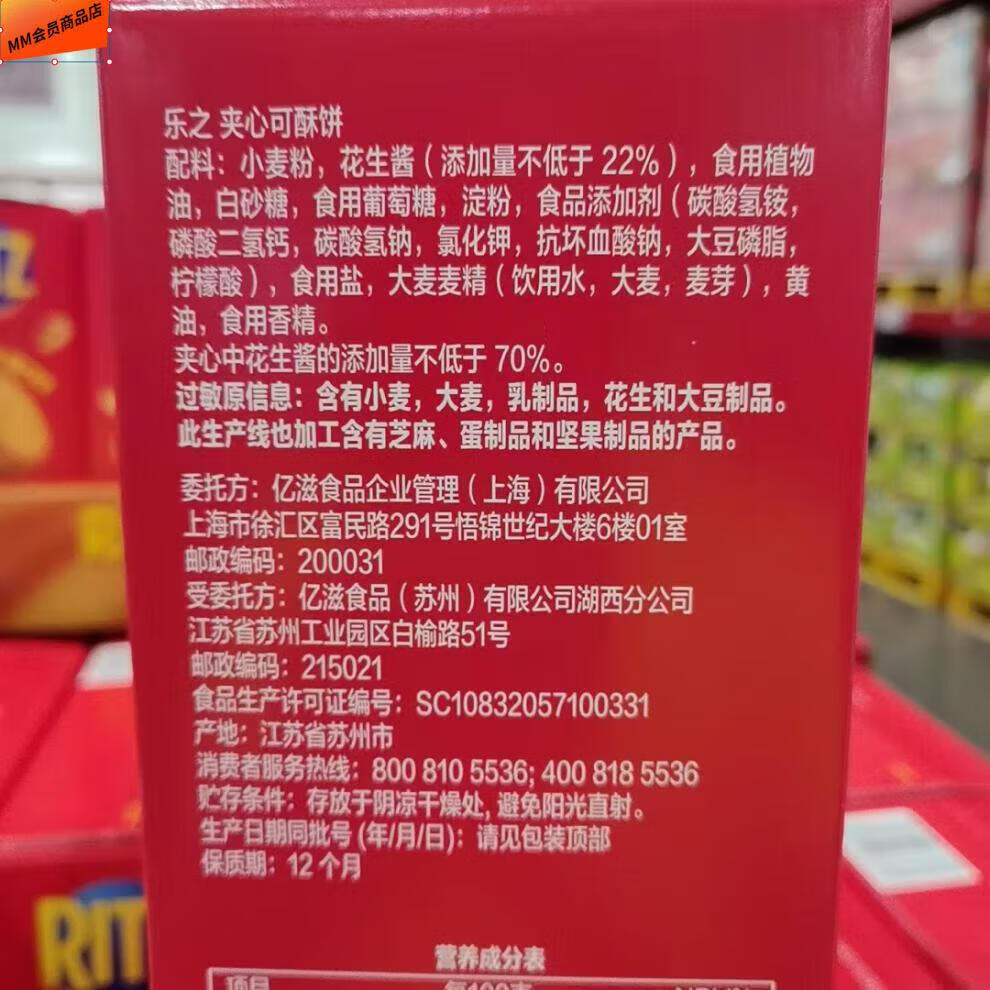 MM会员商品店
乐之 夹心可酥饼
配料：小麦粉，花生酱（添加量不低于 22%），食用植物
油，白砂糖，食用葡萄糖，淀粉，食品添加剂（碳酸氢铵，
磷酸二氢钙，碳酸氢钠，氯化钾，抗坏血酸钠，大豆磷脂，
柠檬酸），食用盐，大麦麦精（饮用水，大麦，麦芽），黄
油，食用香精。
夹心中花生酱的添加量不低于 70%。
过敏原信息：含有小麦，大麦，乳制品，花生和大豆制品。
此生产线也加工含有芝麻、蛋制品和坚果制品的产品。
委托方：亿滋食品企业管理（上海）有限公司
上海市徐汇区富民路291号悟锦世纪大楼6楼01室
邮政编码：200031
受委托方：亿滋食品（苏州）有限公司湖西分公司
江苏省苏州工业园区白榆路51号
邮政编码：215021
食品生产许可证编号：SC10832057100331
产地：江苏省苏州市
消费者服务热线：800 810 5536; 400 818 5536
贮存条件：存放于阴凉干燥处, 避免阳光直射。
生产日期同批号 (年/月/日)：请见包装顶部
保质期：12 个月
营养成分表
项目
RIT